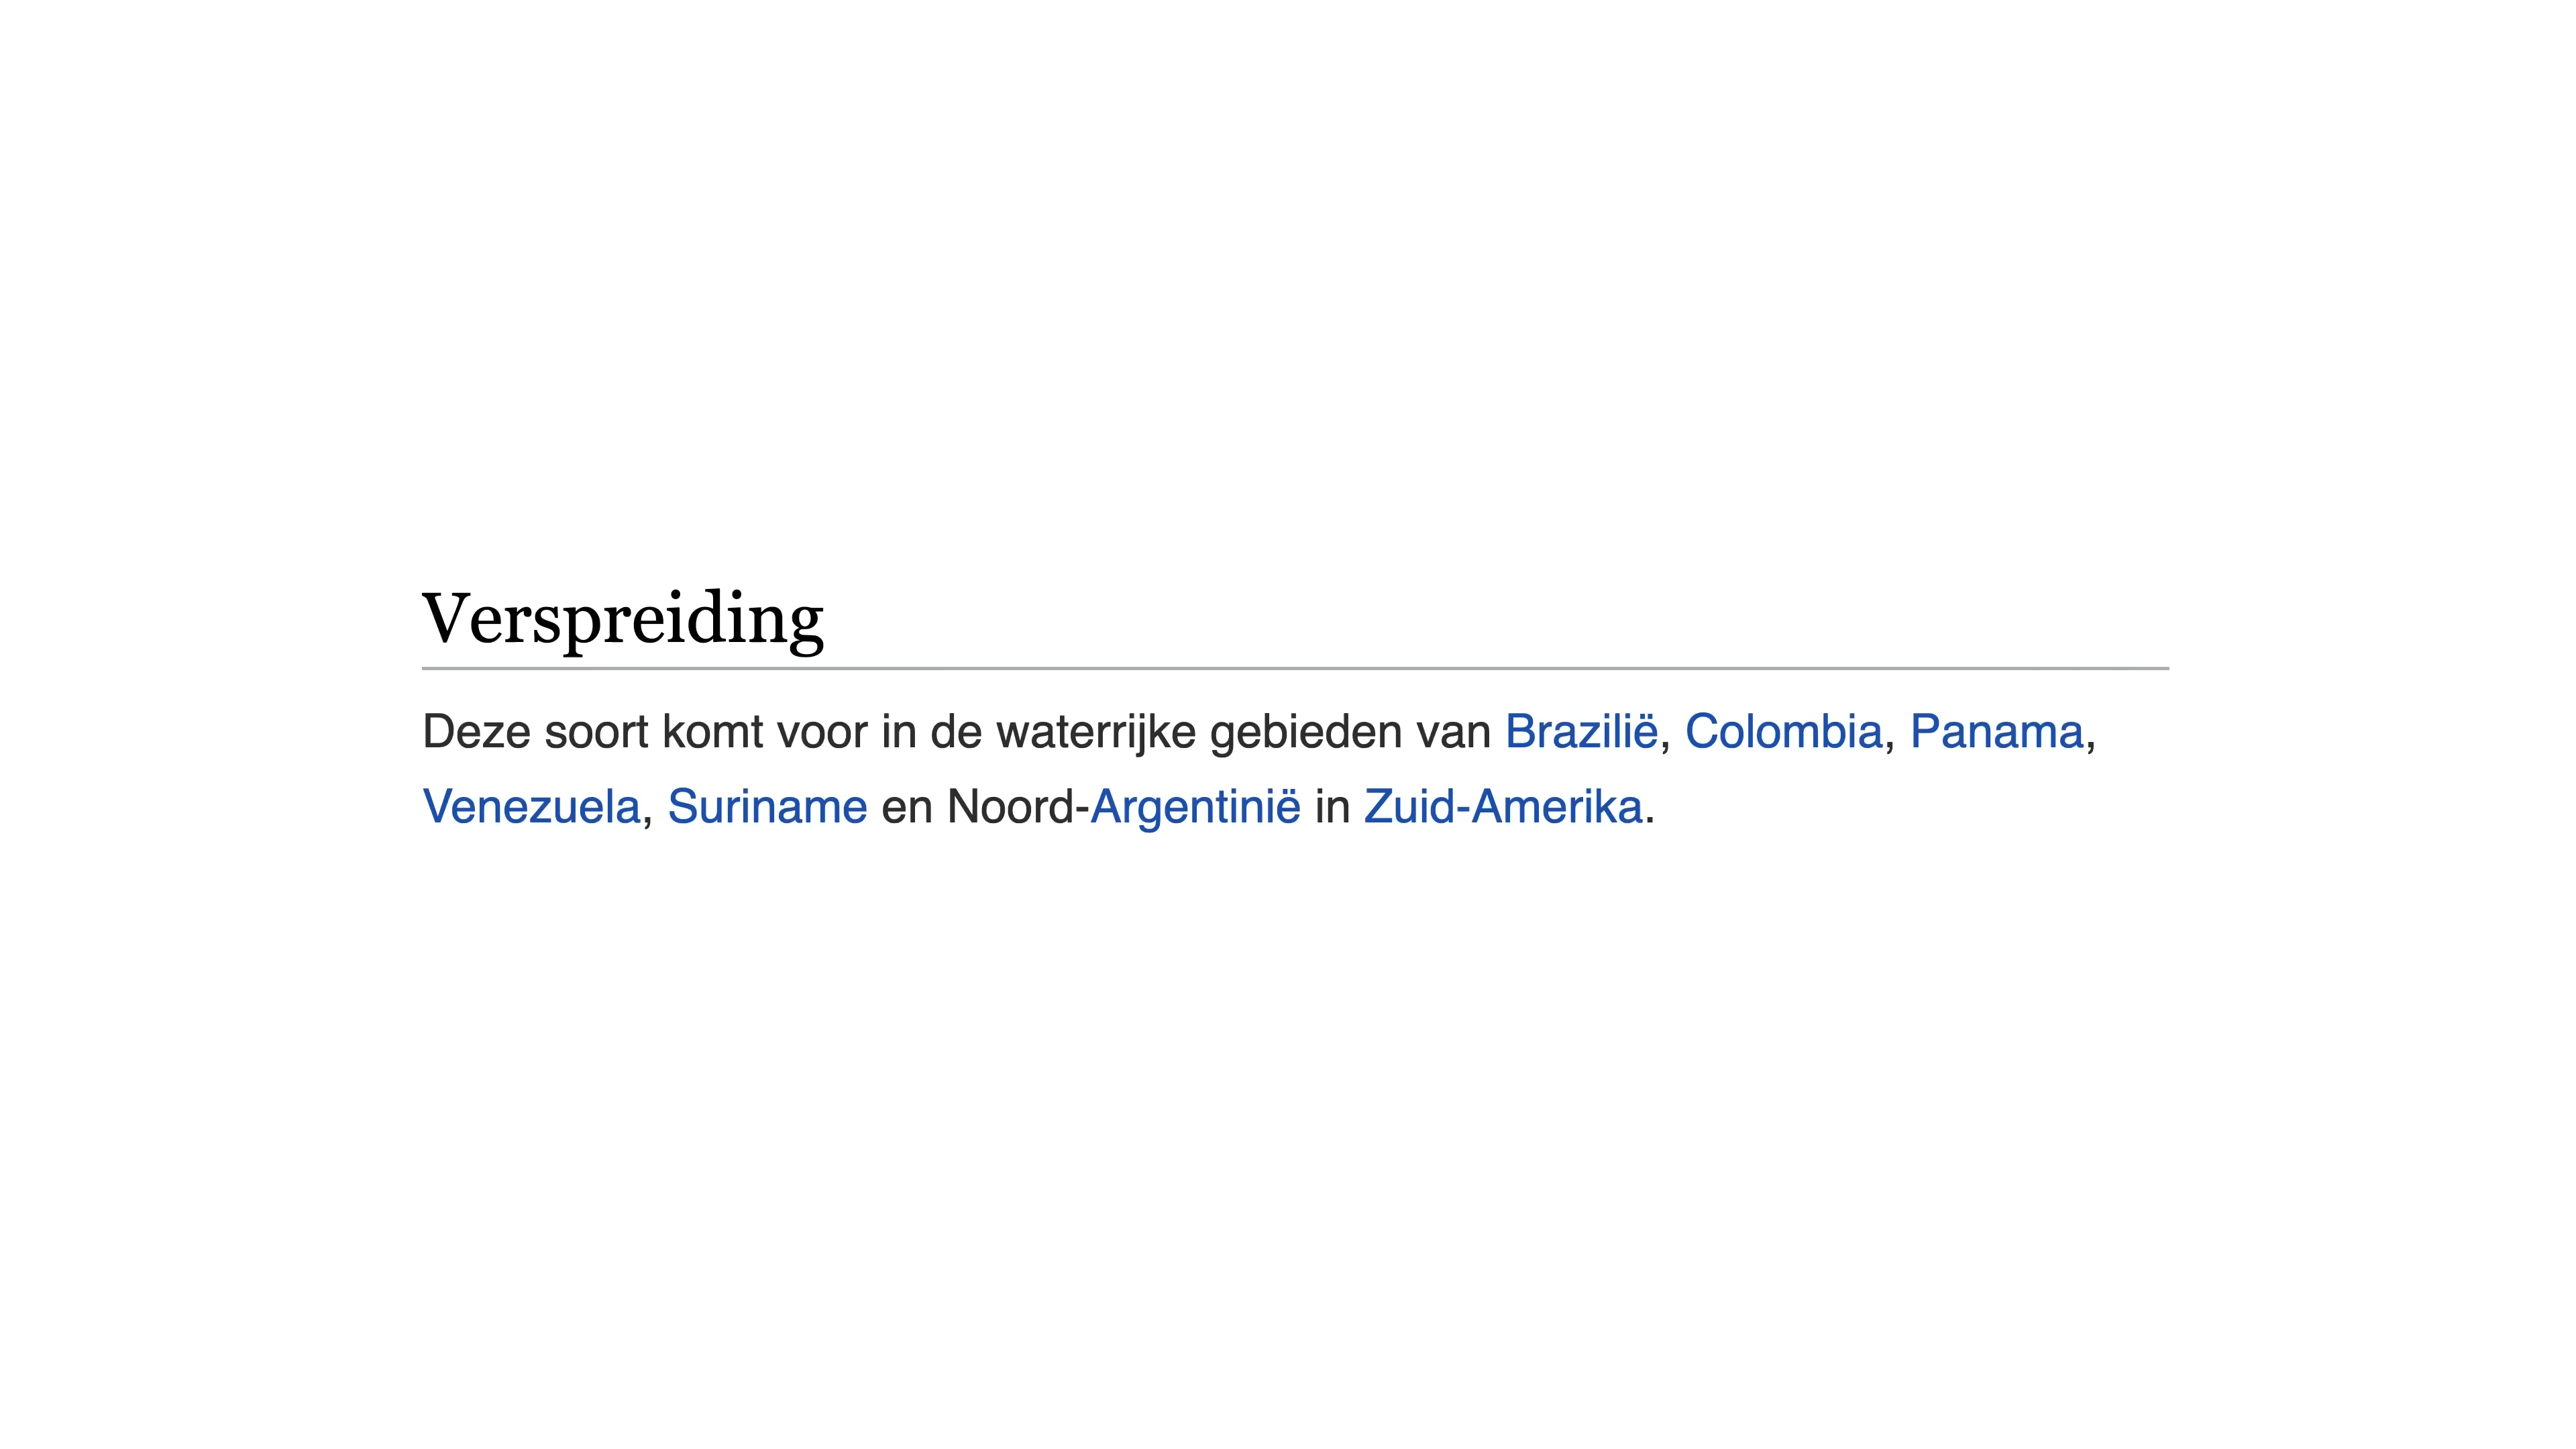 Verspreiding
Deze soort komt voor in de waterrijke gebieden van Brazilië, Colombia, Panama,
Venezuela, Suriname en Noord-Argentinië in Zuid-Amerika.